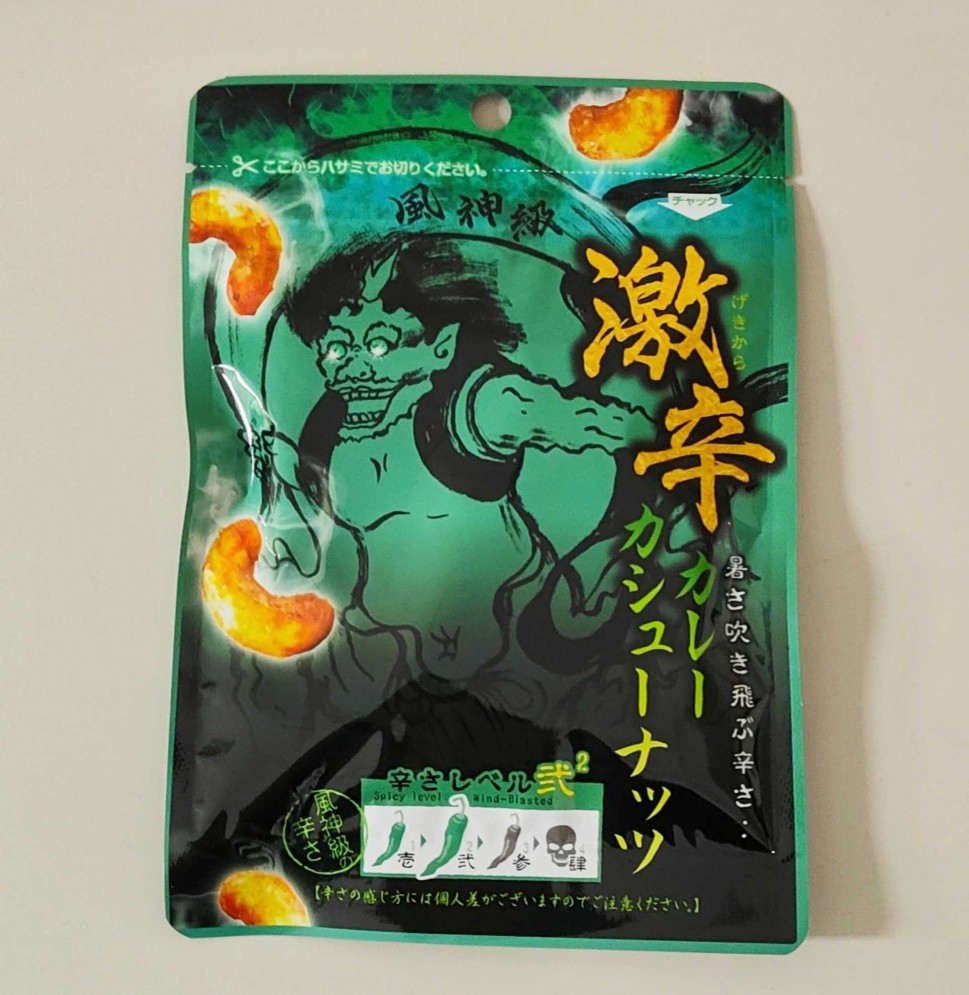 ここからハサミでお切りください。
チャック
風神級
激辛
げきから
カレー
カシューナッツ
暑さ吹き飛ぶ辛さ・・
辛さレベル弐2
Spicy level Wind-Blasted
1 2 3 4
壱 弐 参 肆
風神級の
辛さ
【辛さの感じ方には個人差がございますのでご注意ください。】